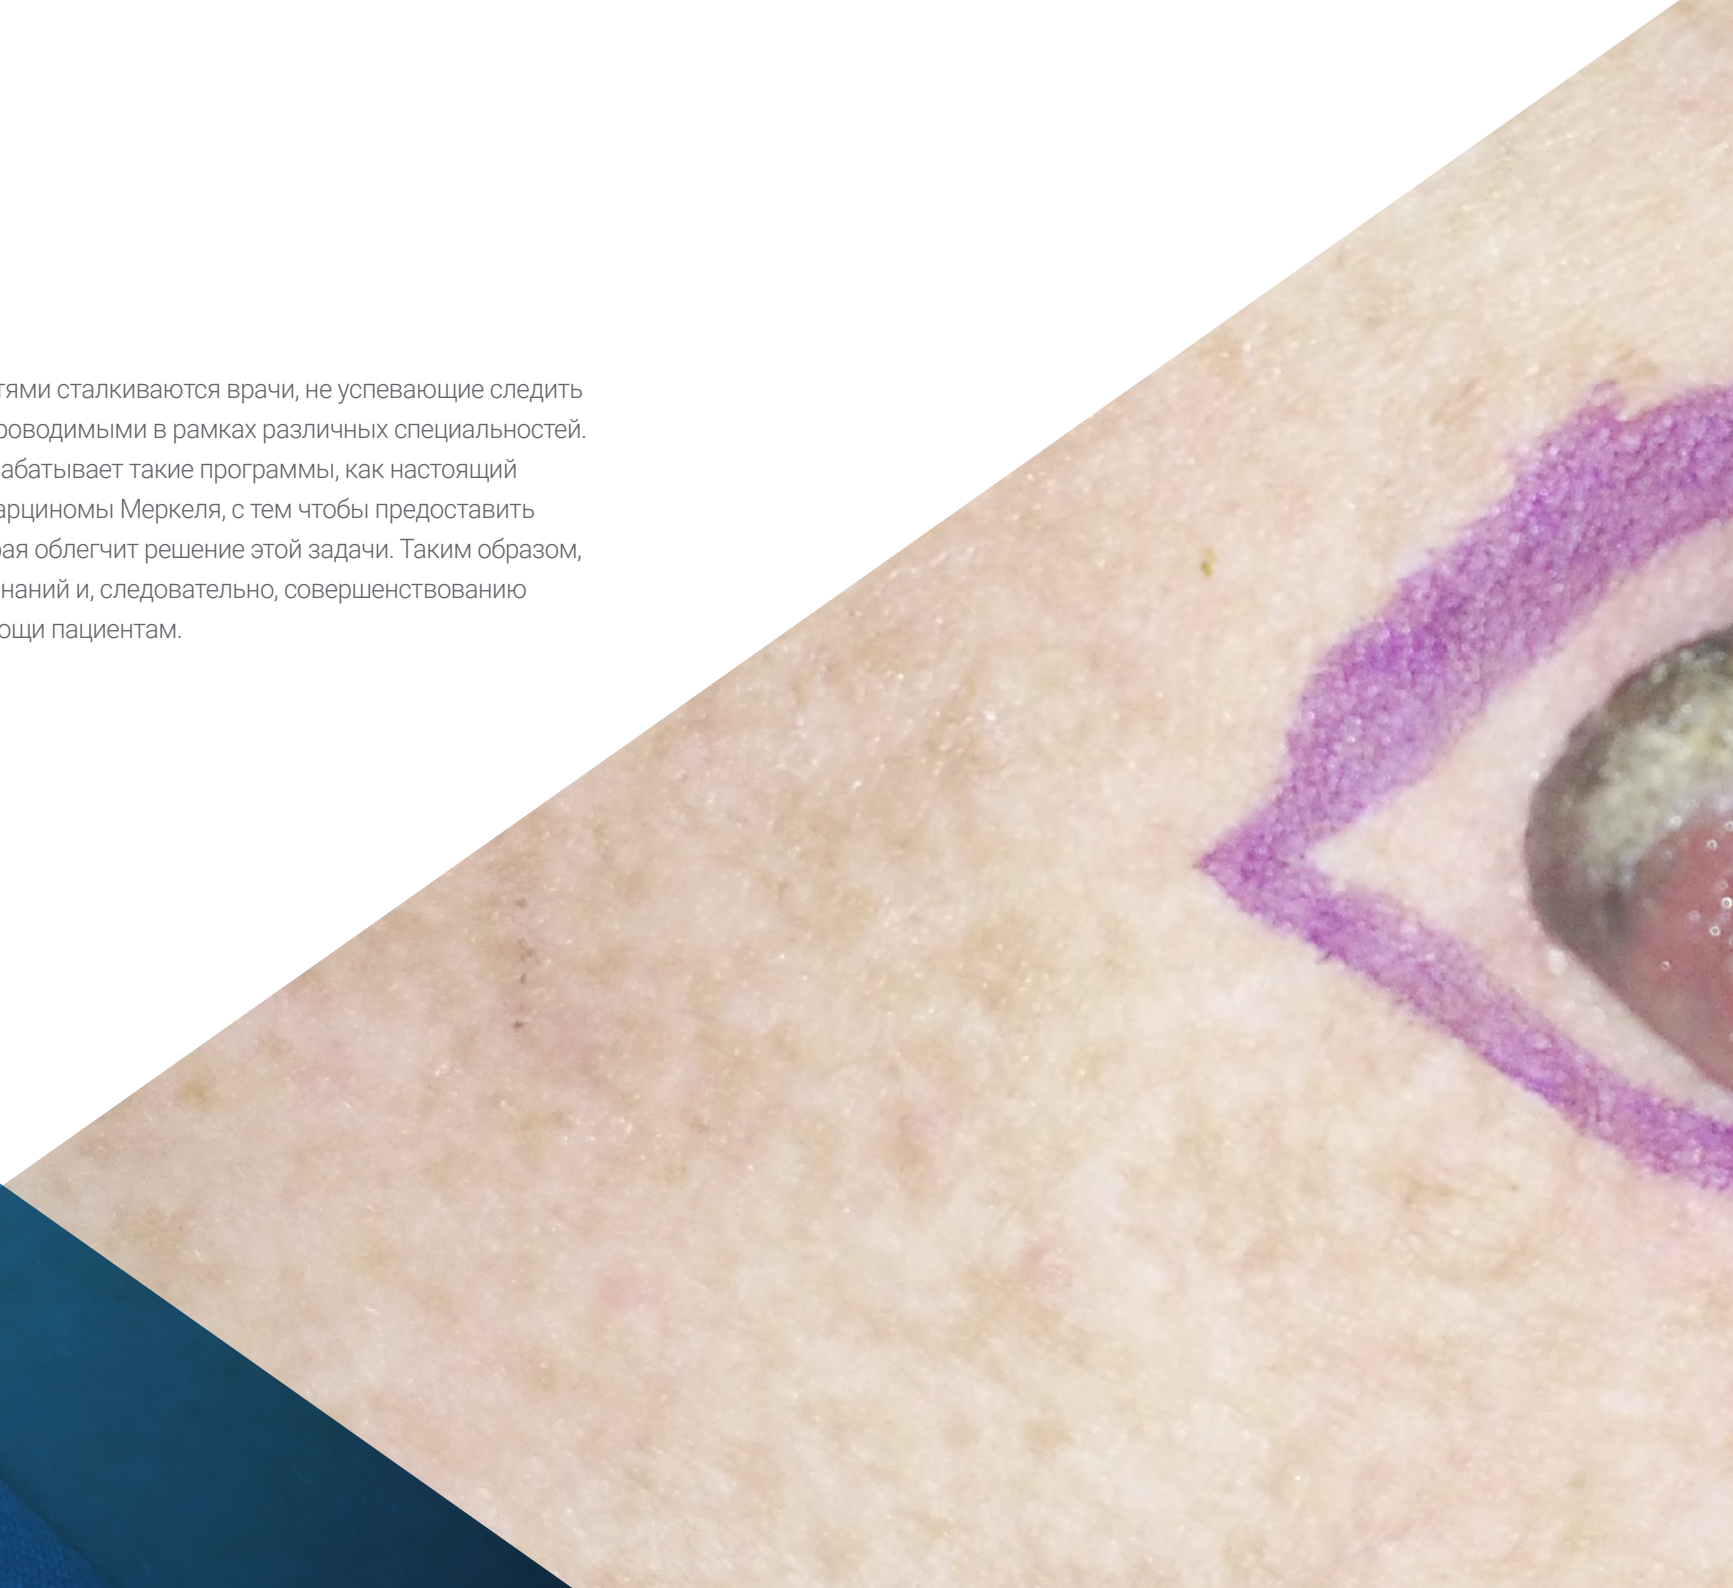 тями сталкиваются врачи, не успевающие следить
роводимыми в рамках различных специальностей.
абатывает такие программы, как настоящий
арциномы Меркеля, с тем чтобы предоставить
рая облегчит решение этой задачи. Таким образом,
наний и, следовательно, совершенствованию
ощи пациентам.